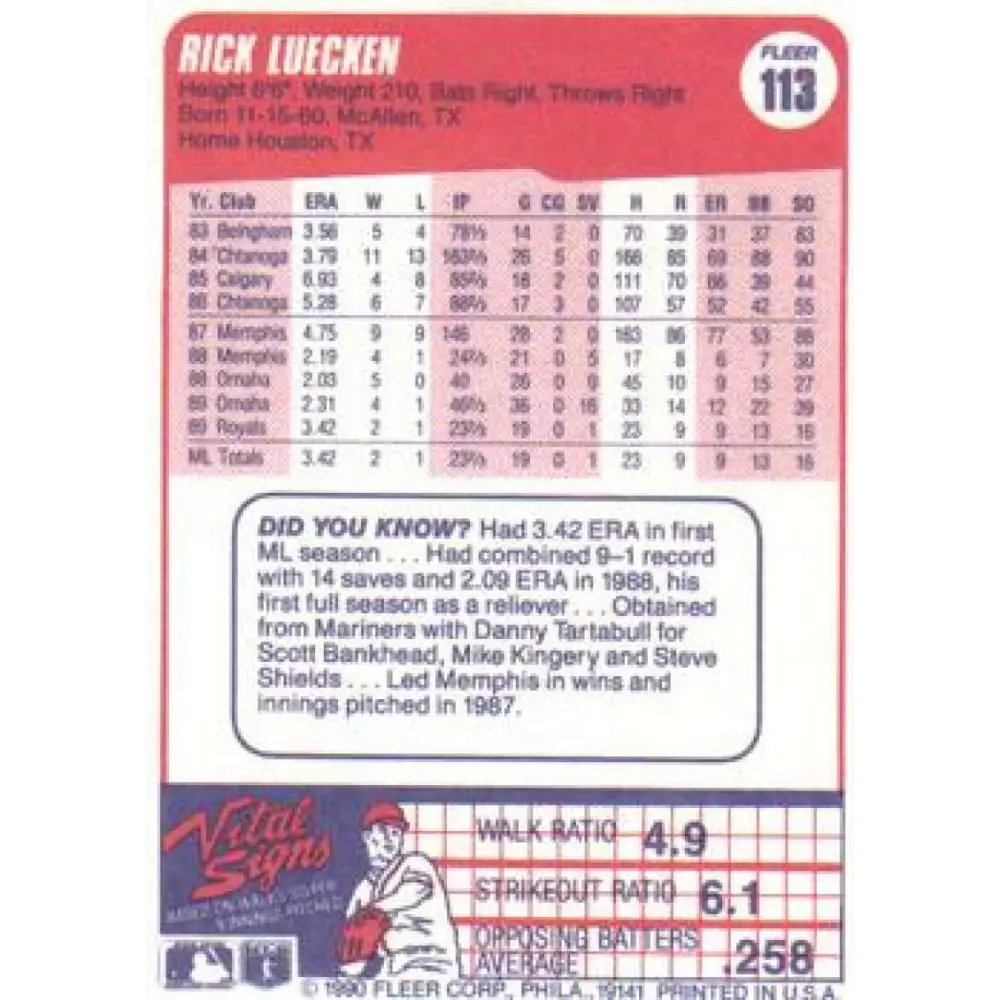 RICK LUECKEN
FLEER
113
Height 6'6", Weight 210, Bats Right, Throws Right
Born 11-15-60, McAllen, TX
Home Houston, TX
Yr. Club ERA W L IP G CG SV H R ER BB SO
83 Belngham 3.56 5 4 78⅓ 14 2 0 70 39 31 37 63
84 Chtanoga 3.79 11 13 163⅔ 26 5 0 166 85 69 88 90
85 Calgary 6.93 4 8 85⅔ 18 2 0 111 70 66 39 44
86 Chtanoga 5.28 6 7 88⅔ 17 3 0 107 57 52 42 55
87 Memphis 4.75 9 9 146 28 2 0 163 86 77 53 88
88 Memphis 2.19 4 1 24⅔ 21 0 5 17 8 6 7 30
88 Omaha 2.03 5 0 40 26 0 9 45 10 9 15 27
89 Omaha 2.31 4 1 46⅔ 36 0 16 33 14 12 22 39
89 Royals 3.42 2 1 23⅔ 19 0 1 23 9 9 13 16
ML Totals 3.42 2 1 23⅔ 19 0 1 23 9 9 13 16
DID YOU KNOW? Had 3.42 ERA in first
ML season . . . Had combined 9–1 record
with 14 saves and 2.09 ERA in 1988, his
first full season as a reliever . . . Obtained
from Mariners with Danny Tartabull for
Scott Bankhead, Mike Kingery and Steve
Shields . . . Led Memphis in wins and
innings pitched in 1987.
Vital
Signs
WALK RATIO 4.9
STRIKEOUT RATIO 6.1
OPPOSING BATTERS
AVERAGE .258
© 1990 FLEER CORP., PHILA., 19141 PRINTED IN U.S.A.